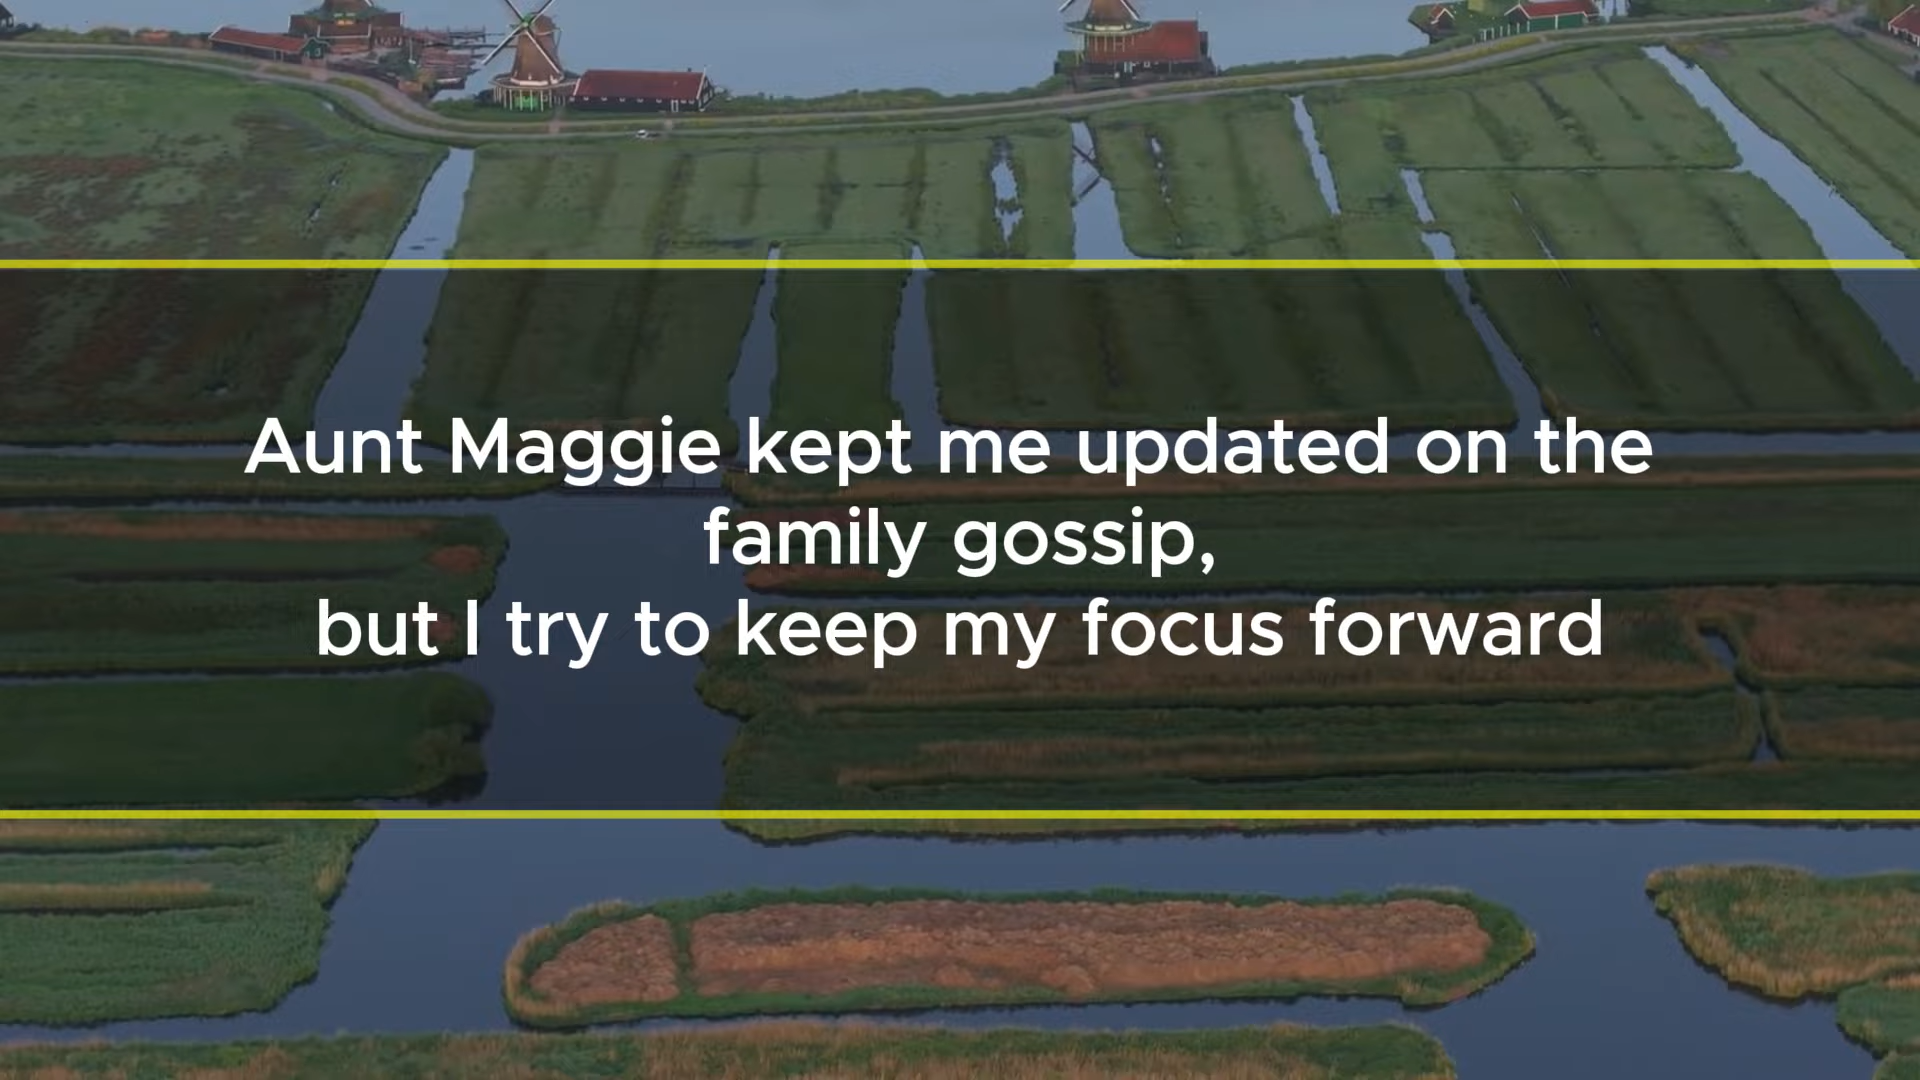 Aunt Maggie kept me updated on the
family gossip,
but I try to keep my focus forward